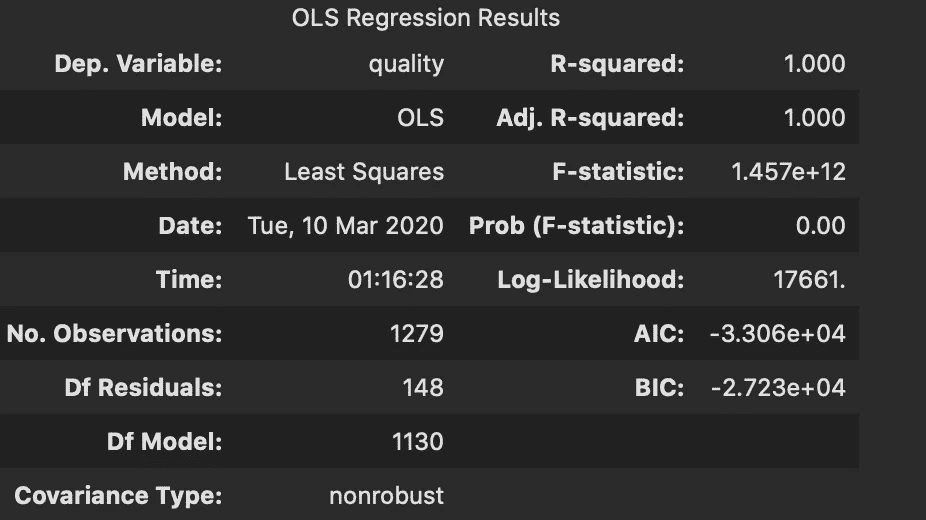 OLS Regression Results
Dep. Variable: quality R-squared: 1.000
Model: OLS Adj. R-squared: 1.000
Method: Least Squares F-statistic: 1.457e+12
Date: Tue, 10 Mar 2020 Prob (F-statistic): 0.00
Time: 01:16:28 Log-Likelihood: 17661.
No. Observations: 1279 AIC: -3.306e+04
Df Residuals: 148 BIC: -2.723e+04
Df Model: 1130
Covariance Type: nonrobust